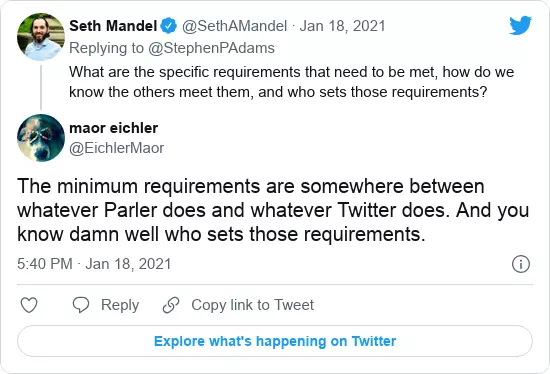 Seth Mandel @SethAMandel · Jan 18, 2021
Replying to @StephenPAdams
What are the specific requirements that need to be met, how do we
know the others meet them, and who sets those requirements?
maor eichler
@EichlerMaor
The minimum requirements are somewhere between
whatever Parler does and whatever Twitter does. And you
know damn well who sets those requirements.
5:40 PM · Jan 18, 2021
Reply Copy link to Tweet
Explore what's happening on Twitter